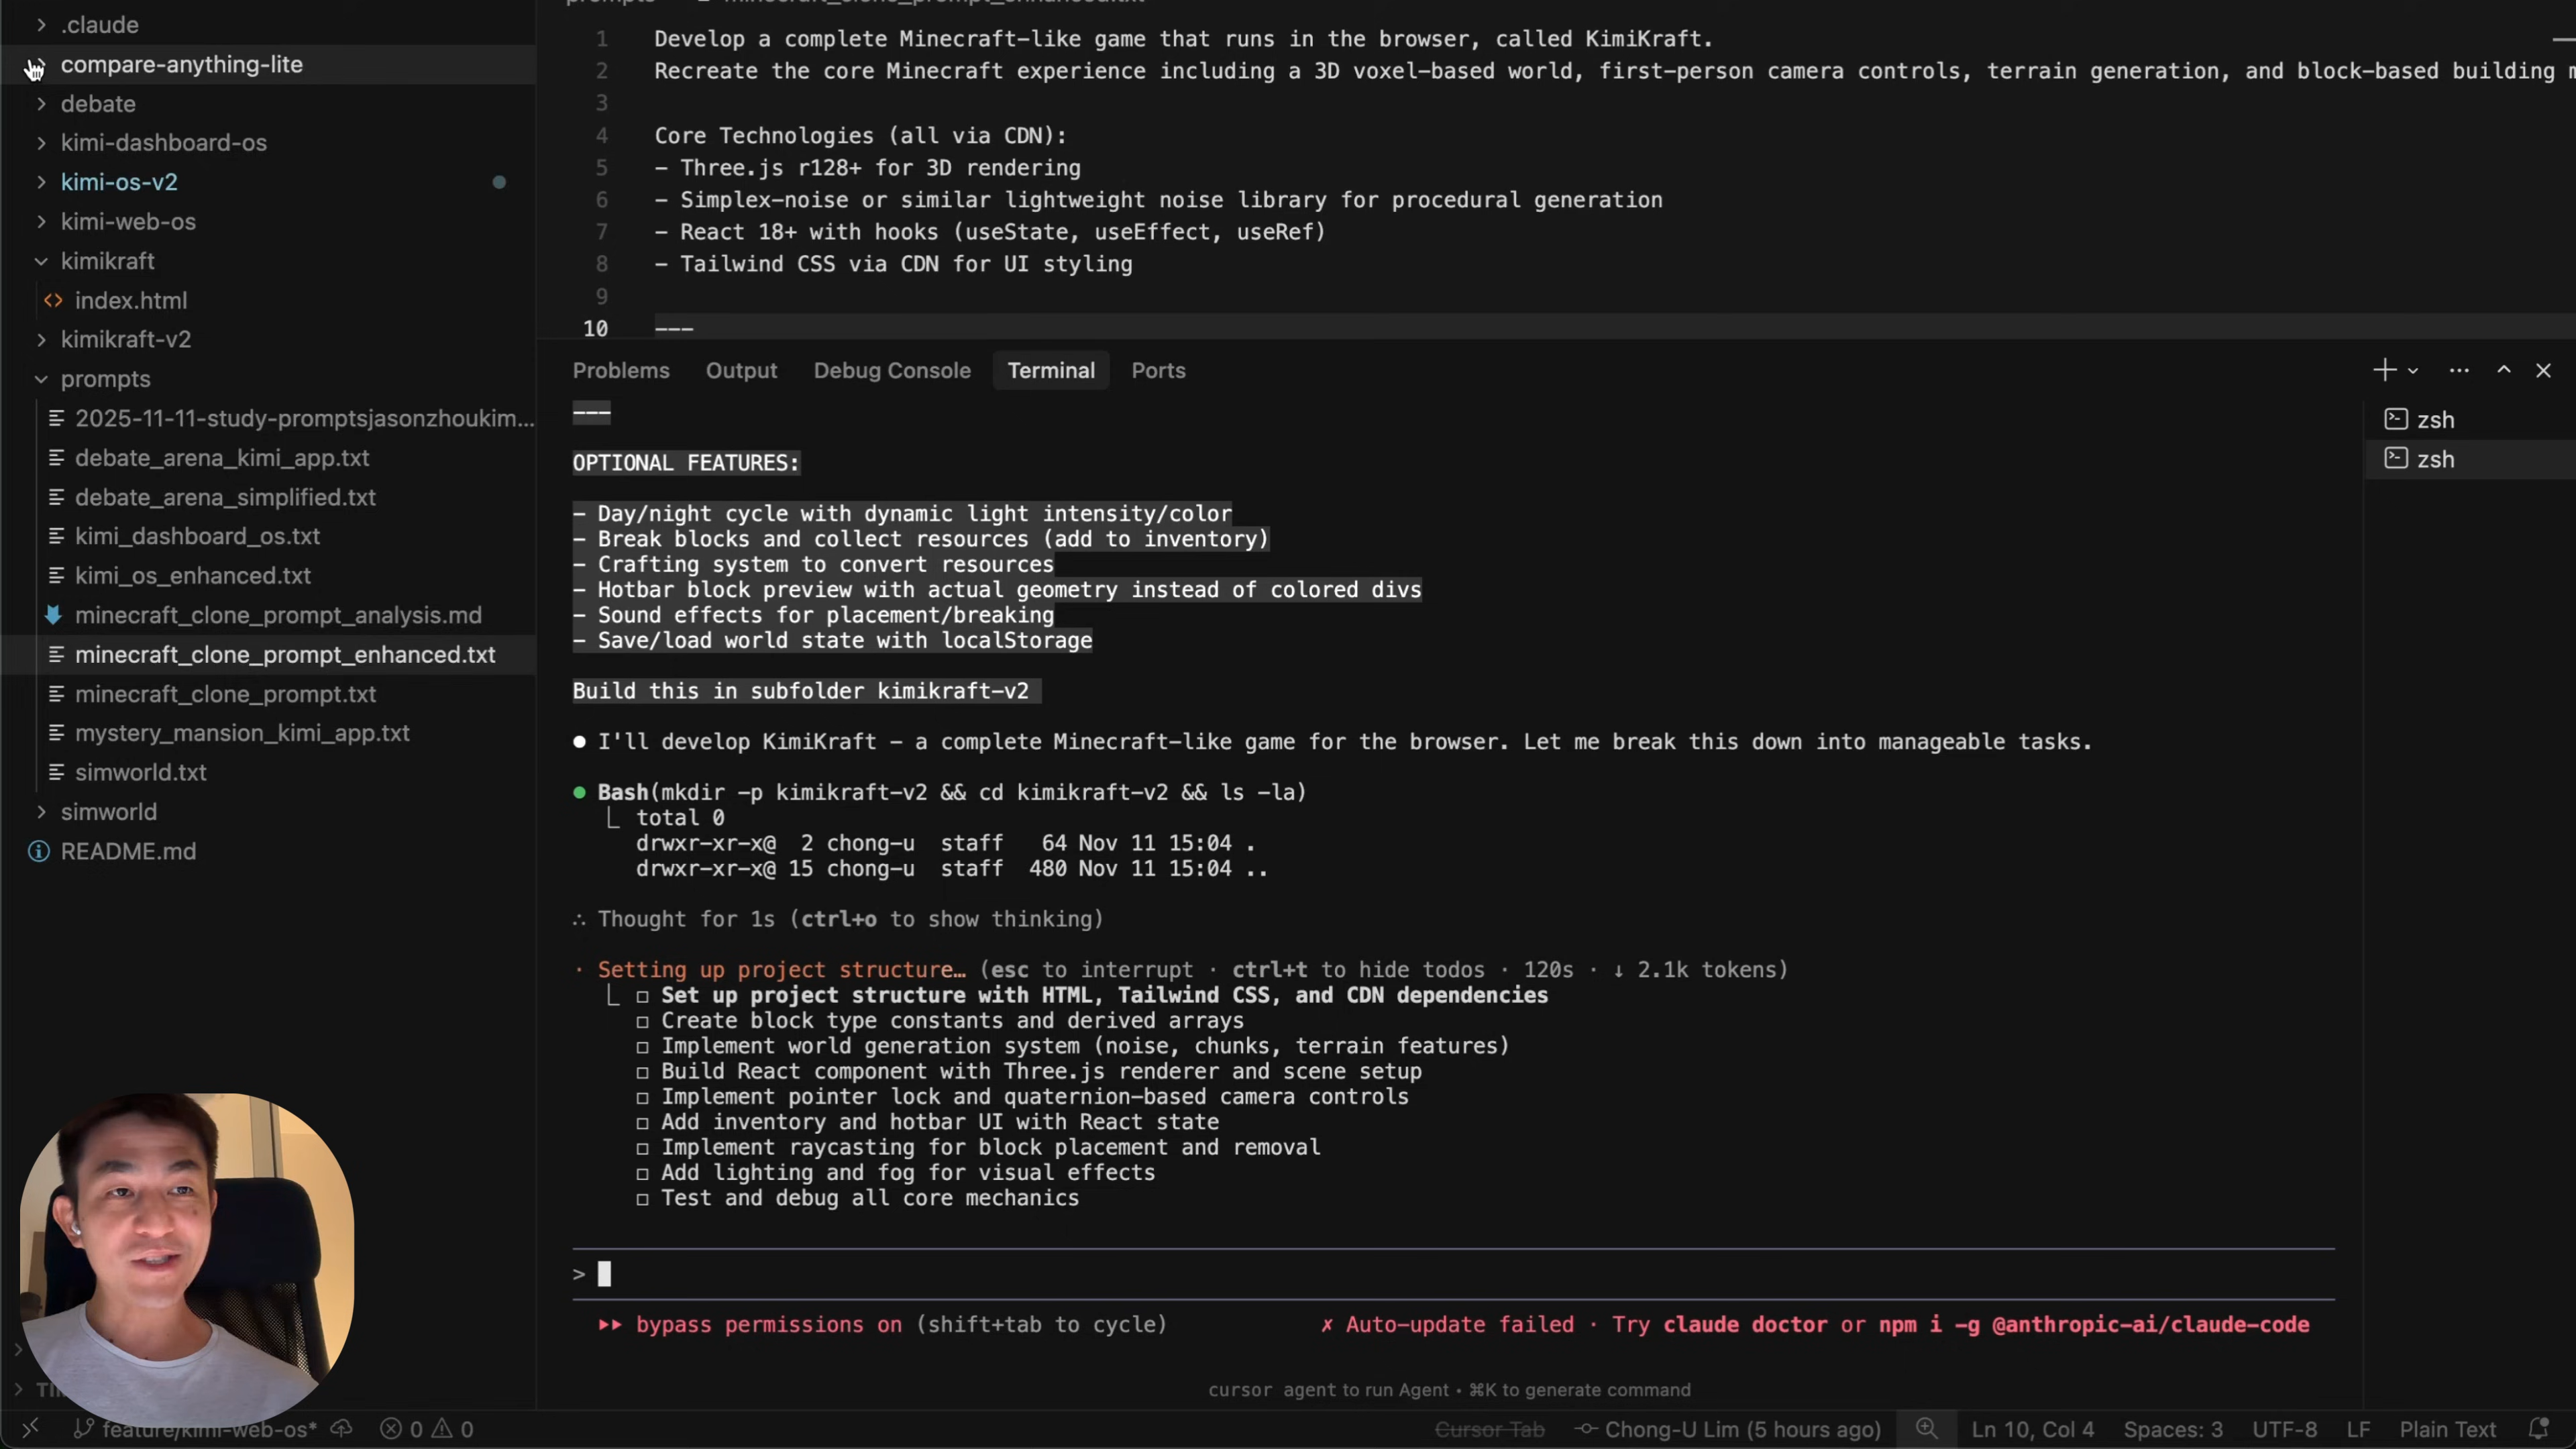 .claude
compare-anything-lite
debate
kimi-dashboard-os
kimi-os-v2
kimi-web-os
kimikraft
index.html
kimikraft-v2
prompts
2025-11-11-study-promptsjasonzhoukim...
debate_arena_kimi_app.txt
debate_arena_simplified.txt
kimi_dashboard_os.txt
kimi_os_enhanced.txt
minecraft_clone_prompt_analysis.md
minecraft_clone_prompt_enhanced.txt
minecraft_clone_prompt.txt
mystery_mansion_kimi_app.txt
simworld.txt
simworld
README.md
prompts minecraft_clone_prompt_enhanced.txt
1 Develop a complete Minecraft-like game that runs in the browser, called KimiKraft.
2 Recreate the core Minecraft experience including a 3D voxel-based world, first-person camera controls, terrain generation, and block-based building m
3
4 Core Technologies (all via CDN):
5 - Three.js r128+ for 3D rendering
6 - Simplex-noise or similar lightweight noise library for procedural generation
7 - React 18+ with hooks (useState, useEffect, useRef)
8 - Tailwind CSS via CDN for UI styling
9
10 ---
Problems Output Debug Console Terminal Ports
zsh
zsh
---
OPTIONAL FEATURES:
- Day/night cycle with dynamic light intensity/color
- Break blocks and collect resources (add to inventory)
- Crafting system to convert resources
- Hotbar block preview with actual geometry instead of colored divs
- Sound effects for placement/breaking
- Save/load world state with localStorage
Build this in subfolder kimikraft-v2
● I'll develop KimiKraft - a complete Minecraft-like game for the browser. Let me break this down into manageable tasks.
● Bash(mkdir -p kimikraft-v2 && cd kimikraft-v2 && ls -la)
⎿ total 0
drwxr-xr-x@ 2 chong-u staff 64 Nov 11 15:04 .
drwxr-xr-x@ 15 chong-u staff 480 Nov 11 15:04 ..
∴ Thought for 1s (ctrl+o to show thinking)
· Setting up project structure… (esc to interrupt · ctrl+t to hide todos · 120s · ↓ 2.1k tokens)
⎿ ☐ Set up project structure with HTML, Tailwind CSS, and CDN dependencies
☐ Create block type constants and derived arrays
☐ Implement world generation system (noise, chunks, terrain features)
☐ Build React component with Three.js renderer and scene setup
☐ Implement pointer lock and quaternion-based camera controls
☐ Add inventory and hotbar UI with React state
☐ Implement raycasting for block placement and removal
☐ Add lighting and fog for visual effects
☐ Test and debug all core mechanics
>
▸▸ bypass permissions on (shift+tab to cycle) ✗ Auto-update failed · Try claude doctor or npm i -g @anthropic-ai/claude-code
cursor agent to run Agent • ⌘K to generate command
feature/kimi-web-os* 0 0 Cursor Tab Chong-U Lim (5 hours ago) Ln 10, Col 4 Spaces: 3 UTF-8 LF Plain Text